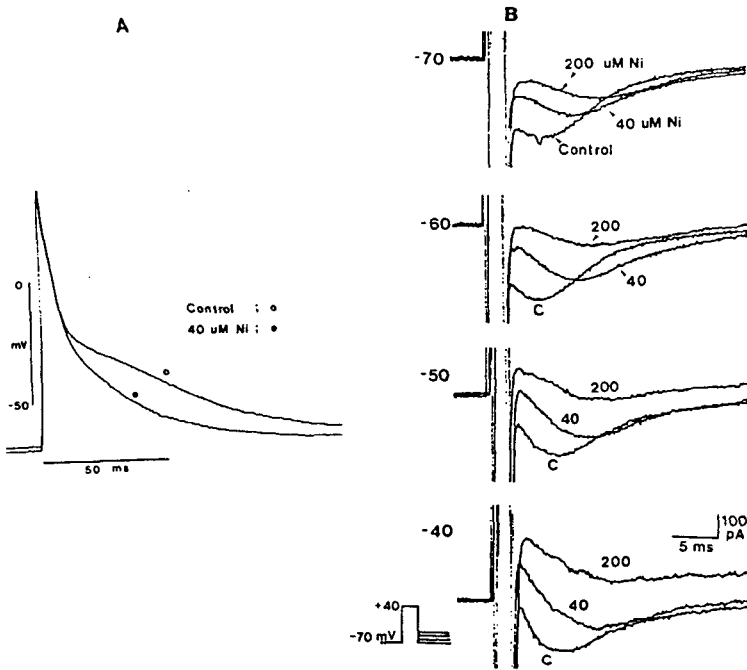 A
0
mV
-50
Control ; o
40 uM Ni ; •
50 ms
B
-70
200 uM Ni
40 uM Ni
Control
-60
200
40
C
-50
200
40
C
-40
100
pA
5 ms
200
40
C
+40
-70 mV